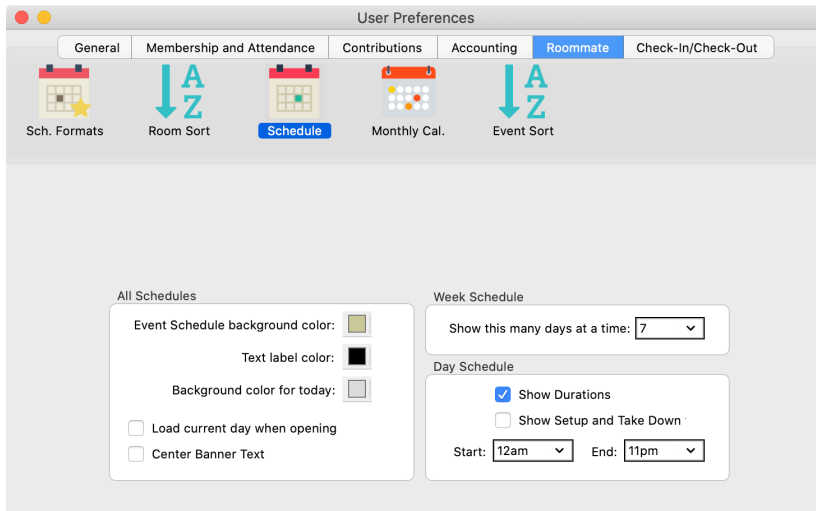 User Preferences
General Membership and Attendance Contributions Accounting Roommate Check-In/Check-Out
Sch. Formats Room Sort Schedule Monthly Cal. Event Sort
All Schedules
Event Schedule background color:
Text label color:
Background color for today:
Load current day when opening
Center Banner Text
Week Schedule
Show this many days at a time: 7
Day Schedule
Show Durations
Show Setup and Take Down
Start: 12am End: 11pm